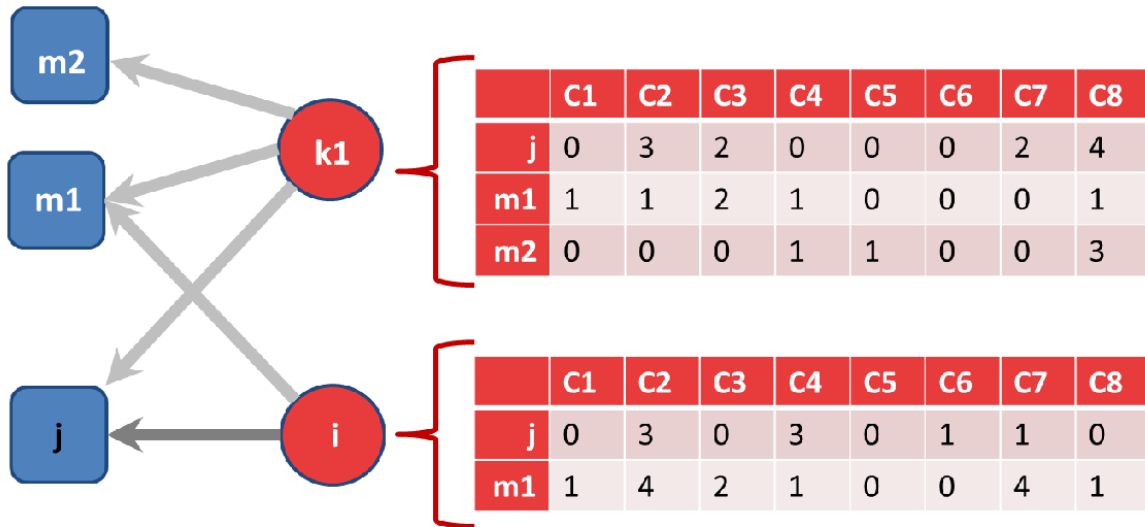 m2
k1
m1
j
i
C1 C2 C3 C4 C5 C6 C7 C8
j 0 3 2 0 0 0 2 4
m1 1 1 2 1 0 0 0 1
m2 0 0 0 1 1 0 0 3
C1 C2 C3 C4 C5 C6 C7 C8
j 0 3 0 3 0 1 1 0
m1 1 4 2 1 0 0 4 1